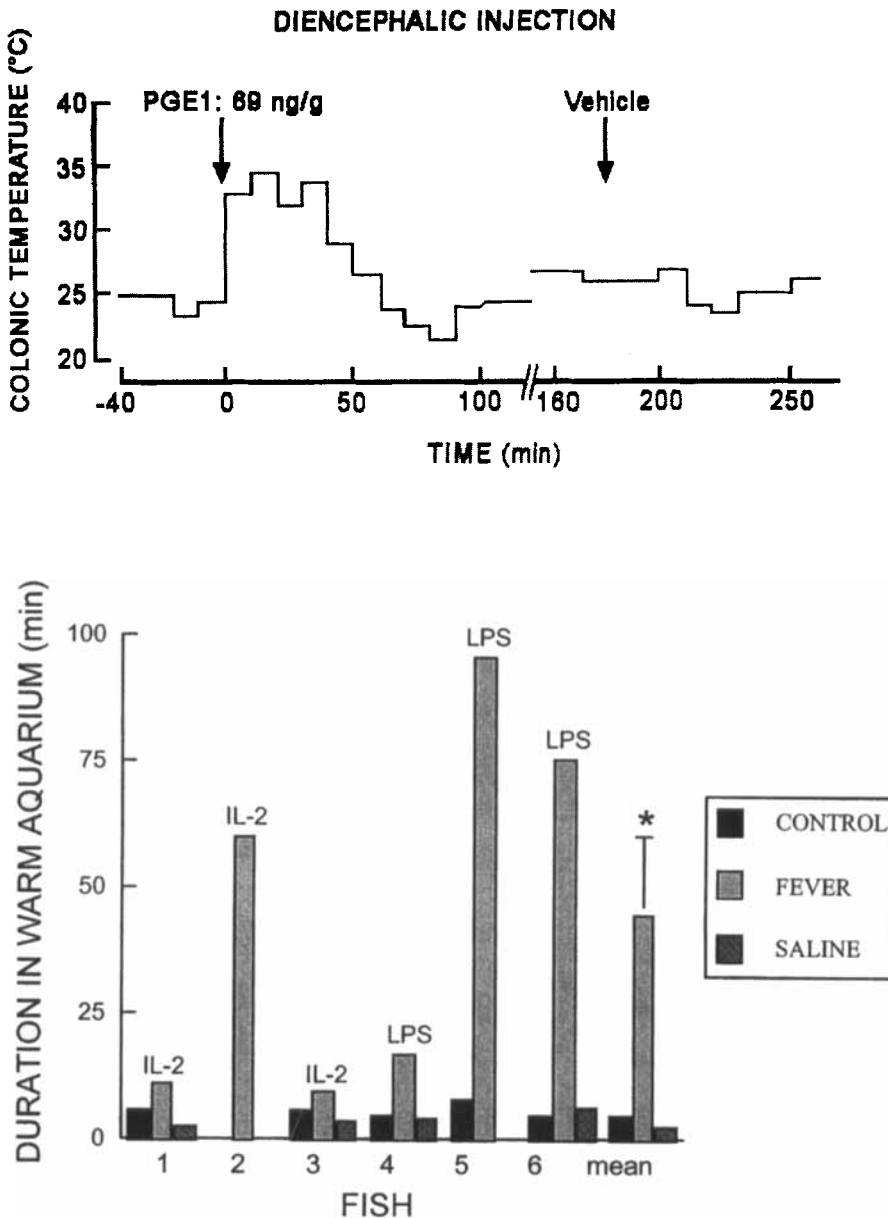 DIENCEPHALIC INJECTION
COLONIC TEMPERATURE (°C)
40
35
30
25
20
PGE1: 69 ng/g
Vehicle
-40 0 50 100 160 200 250
TIME (min)
DURATION IN WARM AQUARIUM (min)
100
75
50
25
0
IL-2
IL-2
IL-2
LPS
LPS
LPS
*
CONTROL
FEVER
SALINE
1 2 3 4 5 6 mean
FISH